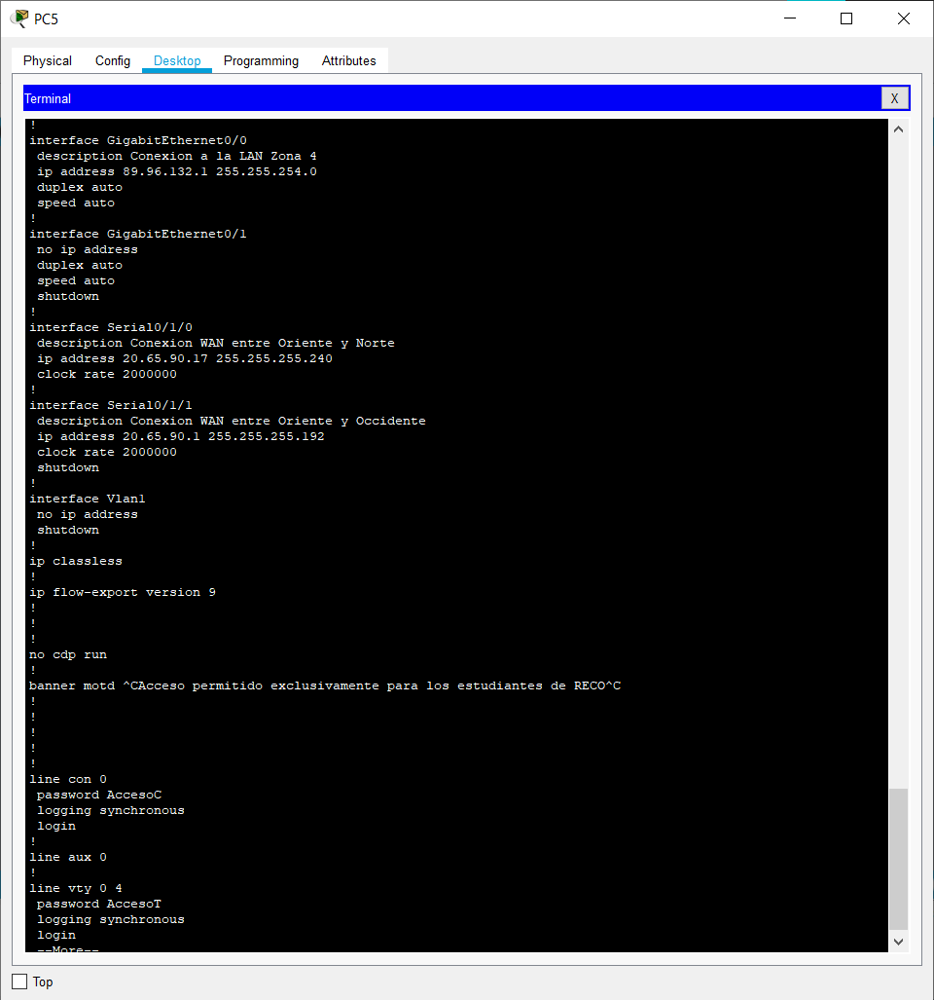 PC5
Physical Config Desktop Programming Attributes
Terminal X
!
interface GigabitEthernet0/0
 description Conexion a la LAN Zona 4
 ip address 89.96.132.1 255.255.254.0
 duplex auto
 speed auto
!
interface GigabitEthernet0/1
 no ip address
 duplex auto
 speed auto
 shutdown
!
interface Serial0/1/0
 description Conexion WAN entre Oriente y Norte
 ip address 20.65.90.17 255.255.255.240
 clock rate 2000000
!
interface Serial0/1/1
 description Conexion WAN entre Oriente y Occidente
 ip address 20.65.90.1 255.255.255.192
 clock rate 2000000
 shutdown
!
interface Vlan1
 no ip address
 shutdown
!
ip classless
!
ip flow-export version 9
!
!
!
no cdp run
!
banner motd ^CAcceso permitido exclusivamente para los estudiantes de RECO^C
!
!
!
!
!
line con 0
 password AccesoC
 logging synchronous
 login
!
line aux 0
!
line vty 0 4
 password AccesoT
 logging synchronous
 login
 --More--
Top